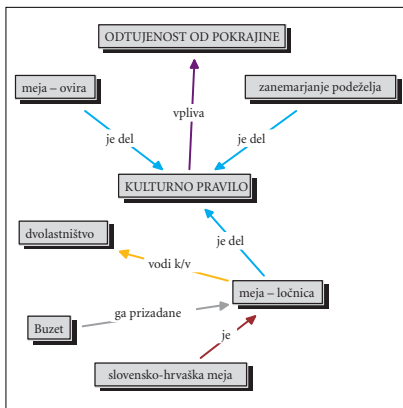 ODTUJENOST OD POKRAJINE
meja – ovira
zanemarjanje podeželja
vpliva
je del
je del
KULTURNO PRAVILO
dvolastništvo
je del
vodi k/v
meja – ločnica
ga prizadane
Buzet
je
slovensko-hrvaška meja